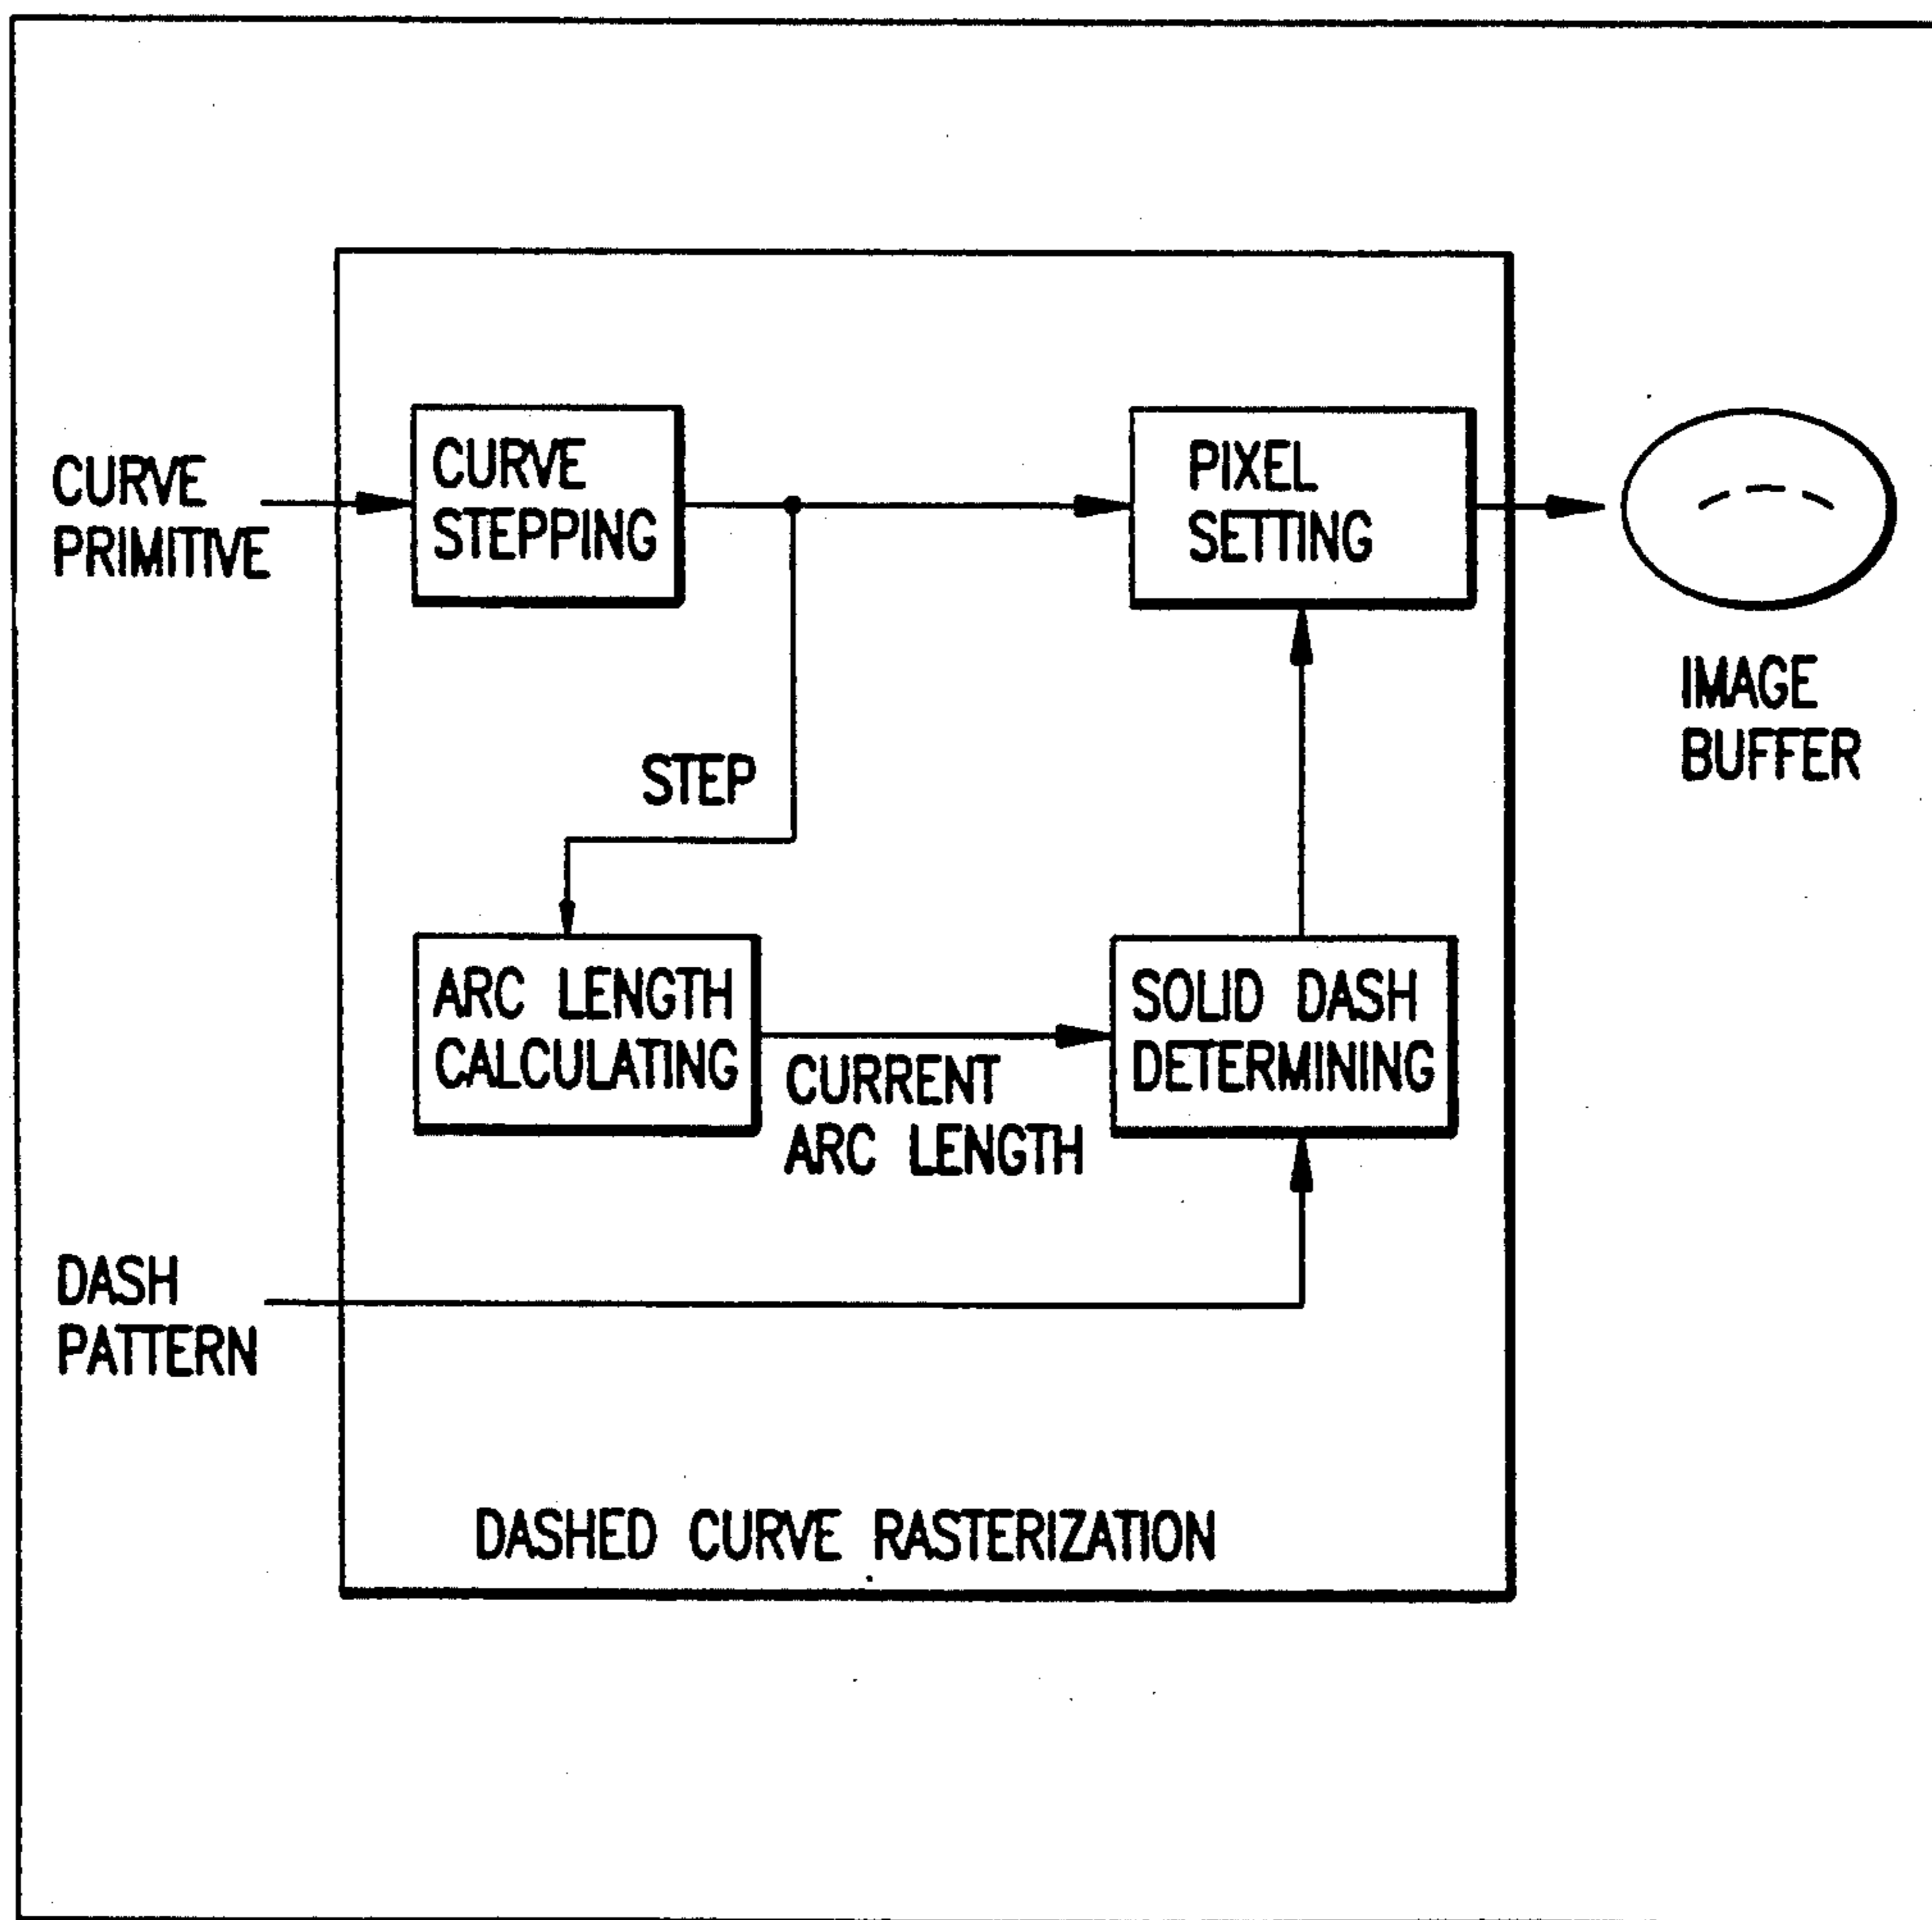 CURVE
PRIMITIVE
CURVE
STEPPING
PIXEL
SETTING
IMAGE
BUFFER
STEP
ARC LENGTH
CALCULATING
CURRENT
ARC LENGTH
SOLID DASH
DETERMINING
DASH
PATTERN
DASHED CURVE RASTERIZATION